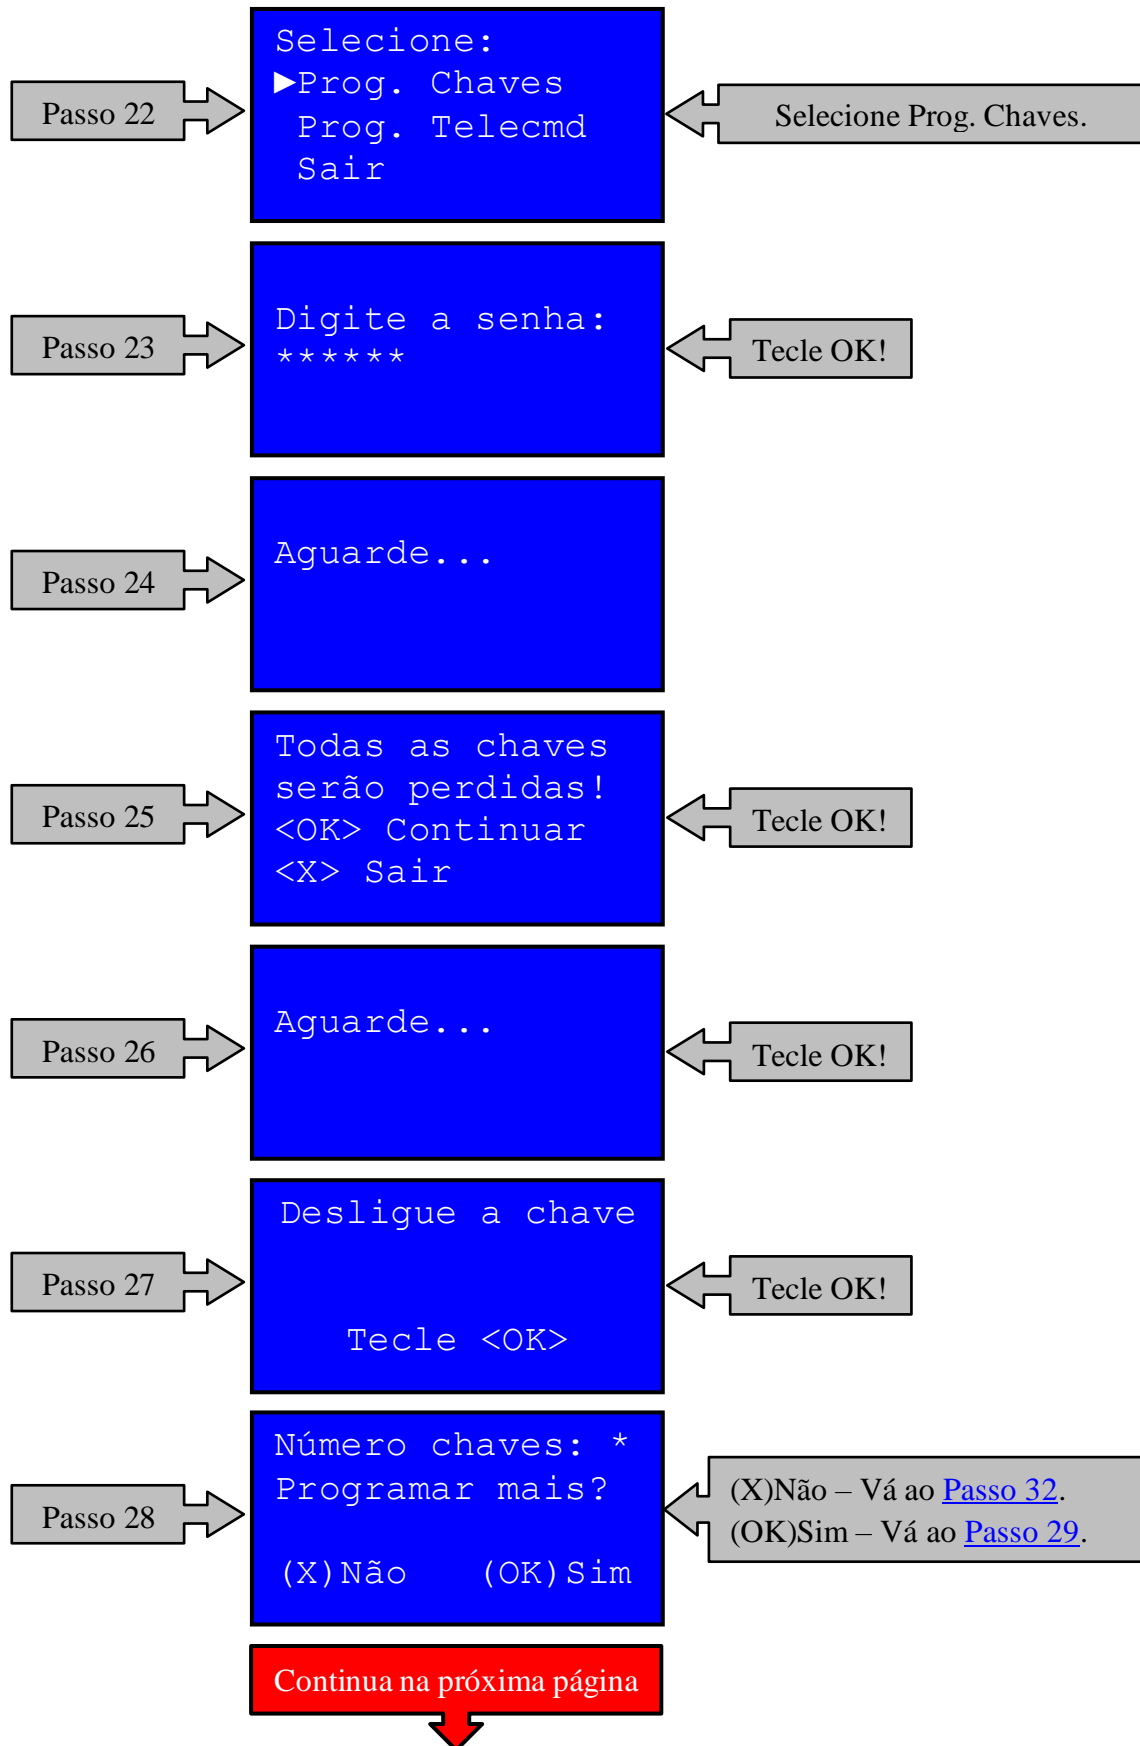 Passo 22
Selecione:
►Prog. Chaves
Prog. Telecmd
Sair
Selecione Prog. Chaves.
Passo 23
Digite a senha:
******
Tecle OK!
Passo 24
Aguarde...
Passo 25
Todas as chaves
serão perdidas!
<OK> Continuar
<X> Sair
Tecle OK!
Passo 26
Aguarde...
Tecle OK!
Passo 27
Desligue a chave
Tecle <OK>
Tecle OK!
Passo 28
Número chaves: *
Programar mais?
(X)Não (OK)Sim
(X)Não – Vá ao Passo 32.
(OK)Sim – Vá ao Passo 29.
Continua na próxima página